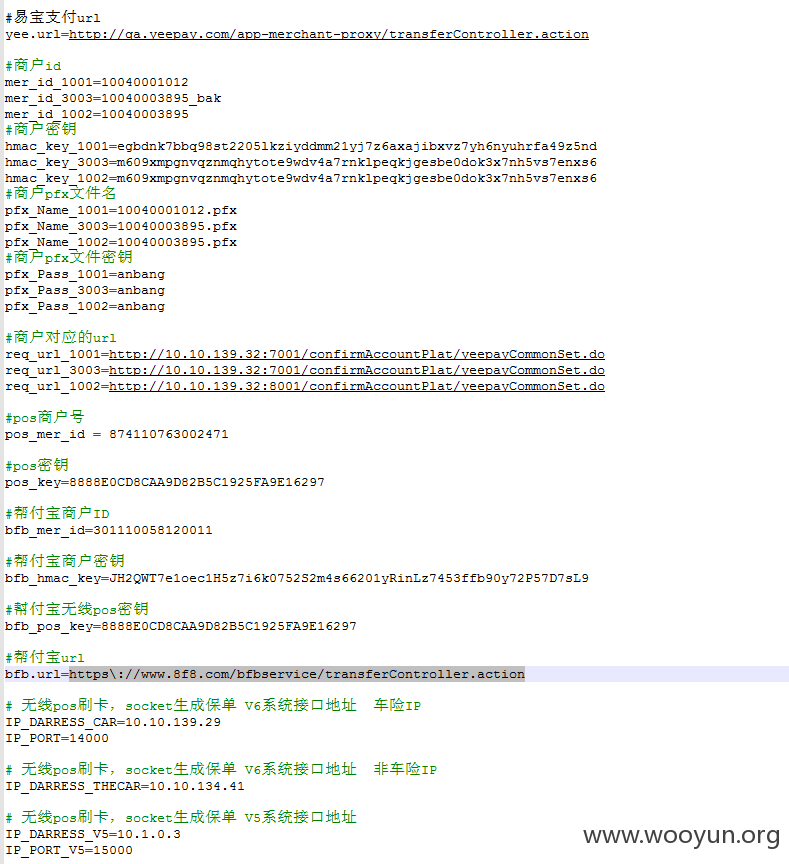 #易宝支付url
yee.url=http://qa.yeepay.com/app-merchant-proxy/transferController.action
#商户id
mer_id_1001=10040001012
mer_id_3003=10040003895_bak
mer_id_1002=10040003895
#商户密钥
hmac_key_1001=egbdnk7bbq98st2205lkziyddmm21yj7z6axajibxvz7yh6nyuhrfa49z5nd
hmac_key_3003=m609xmpgnvqznmqhytote9wdv4a7rnklpeqkjgesbe0dok3x7nh5vs7enxs6
hmac_key_1002=m609xmpgnvqznmqhytote9wdv4a7rnklpeqkjgesbe0dok3x7nh5vs7enxs6
#商户pfx文件名
pfx_Name_1001=10040001012.pfx
pfx_Name_3003=10040003895.pfx
pfx_Name_1002=10040003895.pfx
#商户pfx文件密钥
pfx_Pass_1001=anbang
pfx_Pass_3003=anbang
pfx_Pass_1002=anbang
#商户对应的url
req_url_1001=http://10.10.139.32:7001/confirmAccountPlat/yeepayCommonSet.do
req_url_3003=http://10.10.139.32:7001/confirmAccountPlat/yeepayCommonSet.do
req_url_1002=http://10.10.139.32:8001/confirmAccountPlat/yeepayCommonSet.do
#pos商户号
pos_mer_id = 874110763002471
#pos密钥
pos_key=8888E0CD8CAA9D82B5C1925FA9E16297
#帮付宝商户ID
bfb_mer_id=301110058120011
#帮付宝商户密钥
bfb_hmac_key=JH2QWT7e1oec1H5z7i6k0752S2m4s66201yRinLz7453ffb90y72P57D7sL9
#幫付宝无线pos密钥
bfb_pos_key=8888E0CD8CAA9D82B5C1925FA9E16297
#帮付宝url
bfb.url=https\://www.8f8.com/bfbservice/transferController.action
# 无线pos刷卡，socket生成保单 V6系统接口地址  车险IP
IP_DARRESS_CAR=10.10.139.29
IP_PORT=14000
# 无线pos刷卡，socket生成保单 V6系统接口地址  非车险IP
IP_DARRESS_THECAR=10.10.134.41
# 无线pos刷卡，socket生成保单 V5系统接口地址
IP_DARRESS_V5=10.1.0.3
IP_PORT_V5=15000
www.wooyun.org